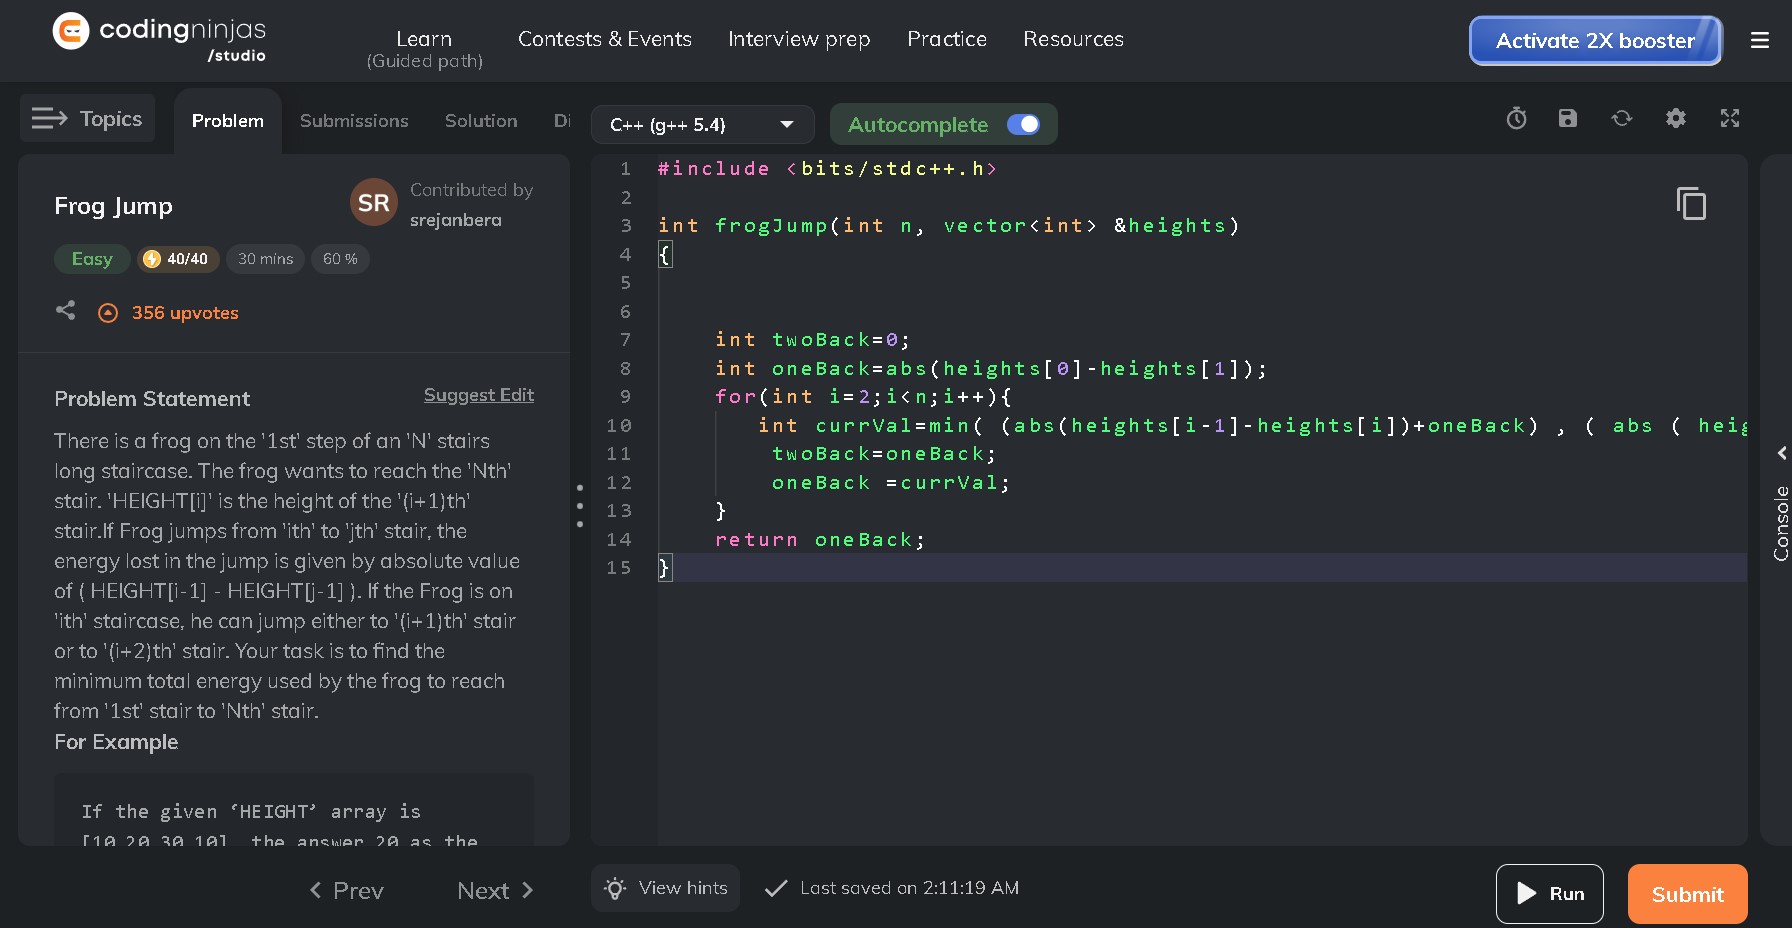 codingninjas
/studio
Learn
(Guided path)
Contests & Events
Interview prep
Practice
Resources
Activate 2X booster
Topics
Problem
Submissions
Solution
Di
C++ (g++ 5.4)
Autocomplete
Frog Jump
SR
Contributed by
srejanbera
Easy
40/40
30 mins
60 %
356 upvotes
Problem Statement
Suggest Edit
There is a frog on the '1st' step of an 'N' stairs
long staircase. The frog wants to reach the 'Nth'
stair. 'HEIGHT[i]' is the height of the '(i+1)th'
stair.If Frog jumps from 'ith' to 'jth' stair, the
energy lost in the jump is given by absolute value
of ( HEIGHT[i-1] - HEIGHT[j-1] ). If the Frog is on
'ith' staircase, he can jump either to '(i+1)th' stair
or to '(i+2)th' stair. Your task is to find the
minimum total energy used by the frog to reach
from '1st' stair to 'Nth' stair.
For Example
If the given ‘HEIGHT’ array is
[10,20,30,10], the answer 20 as the
Prev
Next
1 #include <bits/stdc++.h>
2
3 int frogJump(int n, vector<int> &heights)
4 {
5
6
7 int twoBack=0;
8 int oneBack=abs(heights[0]-heights[1]);
9 for(int i=2;i<n;i++){
10 int currVal=min( (abs(heights[i-1]-heights[i])+oneBack) , ( abs ( heig
11 twoBack=oneBack;
12 oneBack =currVal;
13 }
14 return oneBack;
15 }
Console
View hints
Last saved on 2:11:19 AM
Run
Submit